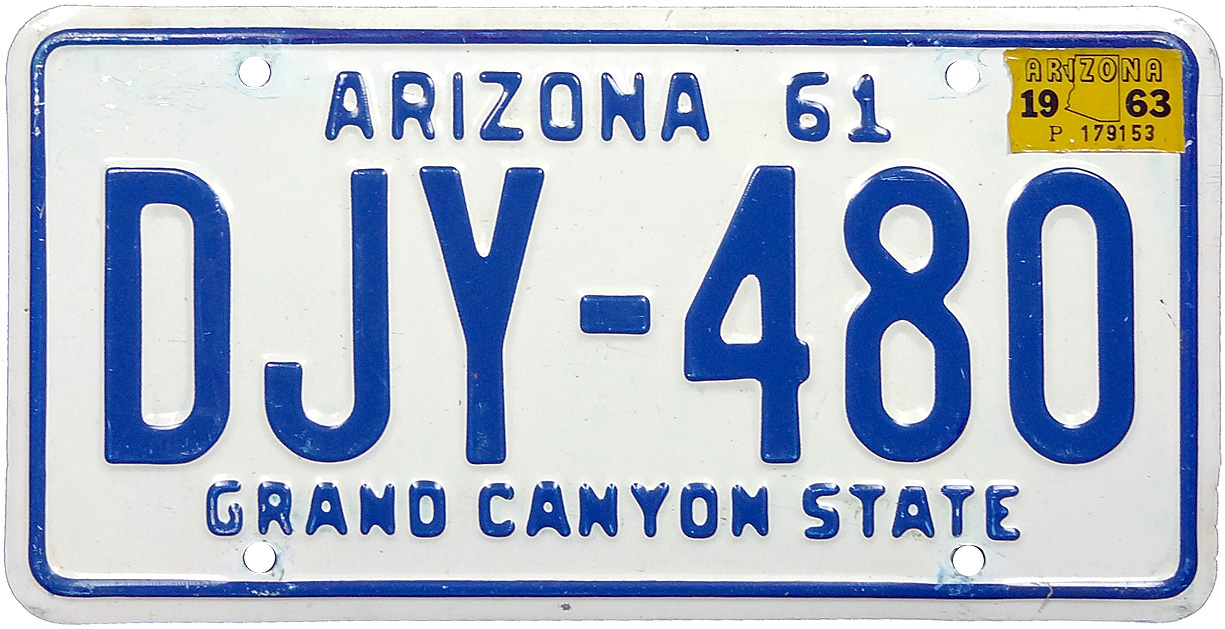 ARIZONA 61
ARIZONA
19 63
P 179153
DJY-480
GRAND CANYON STATE